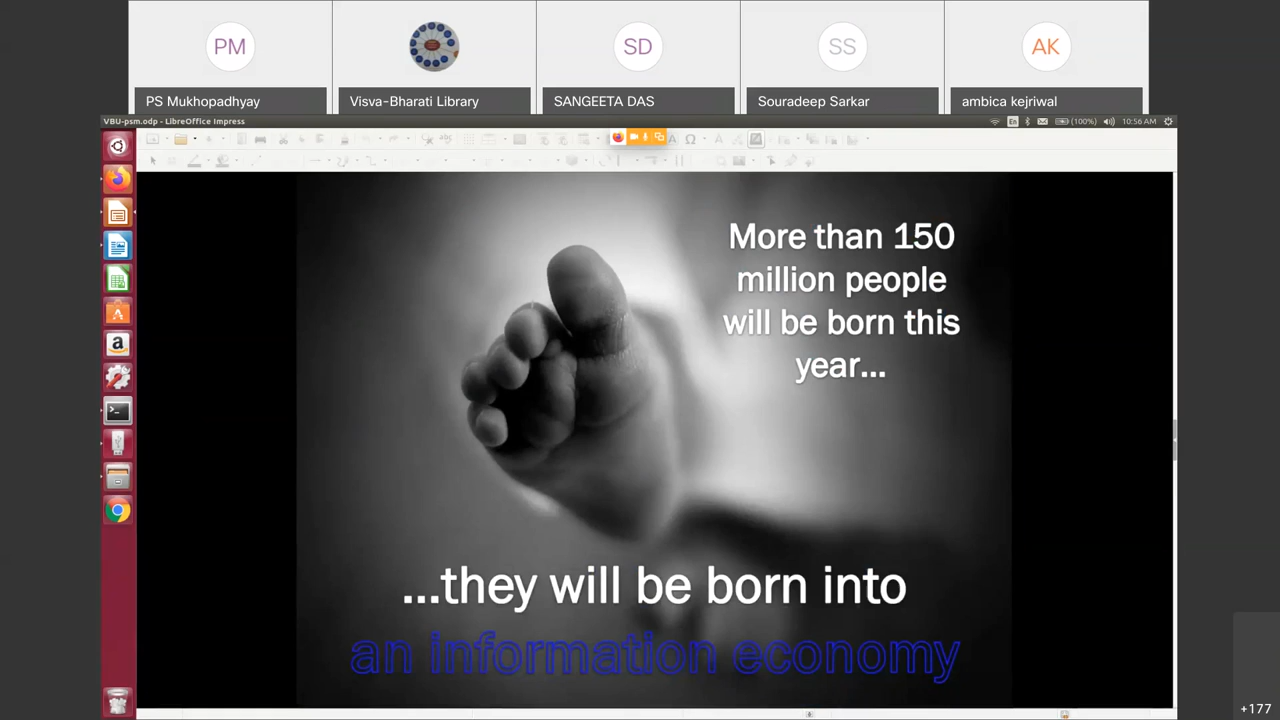 PM
SD
SS
AK
PS Mukhopadhyay
Visva-Bharati Library
SANGEETA DAS
Souradeep Sarkar
ambica kejriwal
VBU-psm.odp - LibreOffice Impress
En
(100%)
10:56 AM
More than 150
million people
will be born this
year...
...they will be born into
an information economy
+177